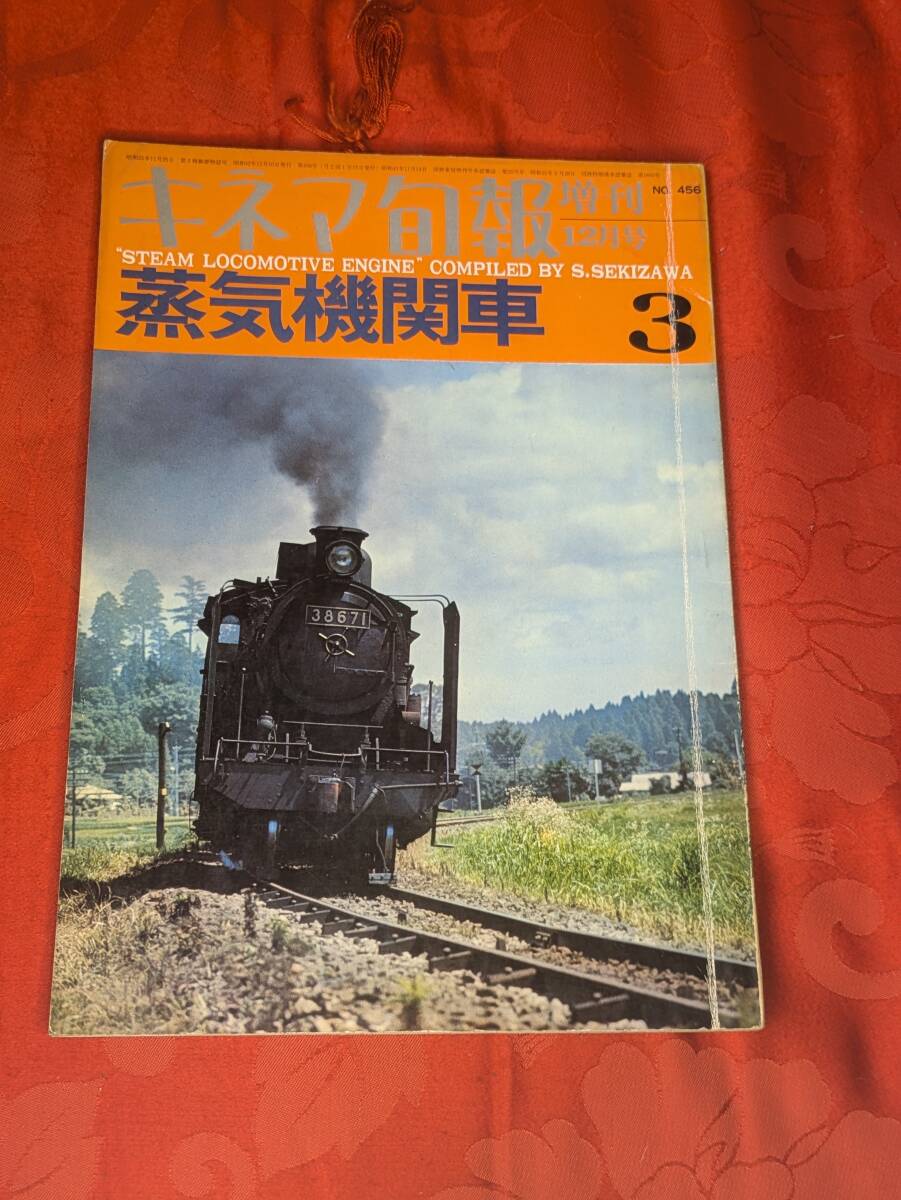 キネマ旬報 増刊
12月号
NO. 456
"STEAM LOCOMOTIVE ENGINE" COMPILED BY S.SEKIZAWA
蒸気機関車 3
38671